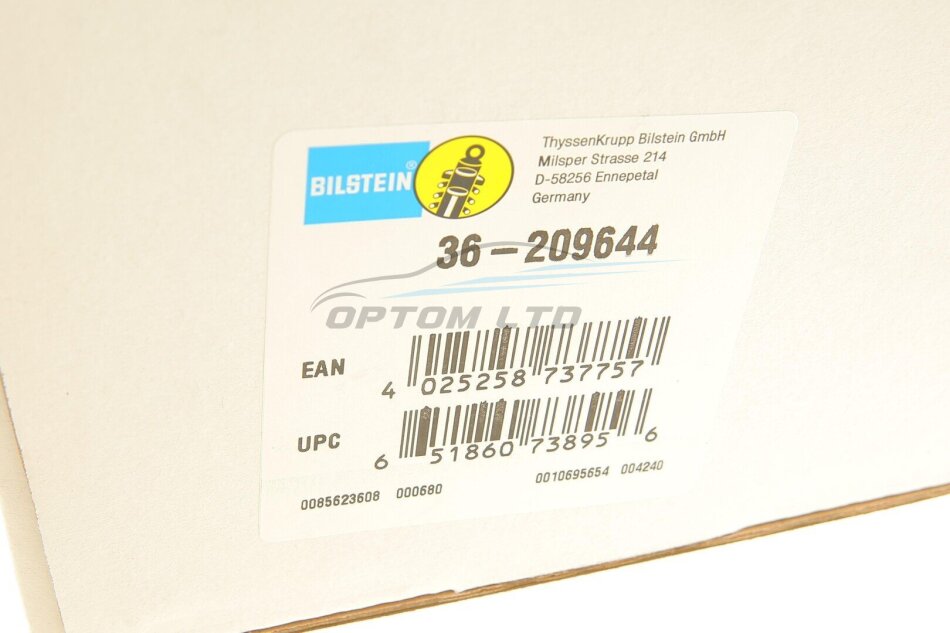 BILSTEIN®
ThyssenKrupp Bilstein GmbH
Milsper Strasse 214
D-58256 Ennepetal
Germany
36-209644
OPTOM LTD
EAN
4 025258 737757
UPC
6 51860 73895 6
0085623608 000680
0010695654 004240